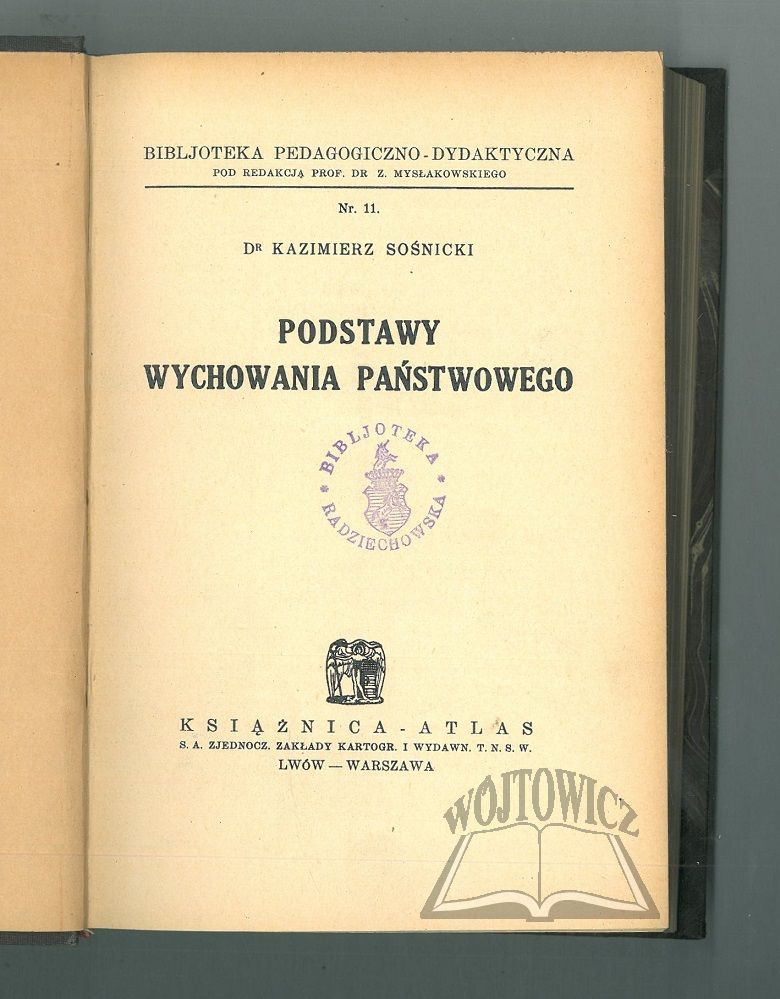 BIBLJOTEKA PEDAGOGICZNO-DYDAKTYCZNA
POD REDAKCJĄ PROF. DR Z. MYSŁAKOWSKIEGO
Nr. 11.
DR KAZIMIERZ SOŚNICKI
PODSTAWY
WYCHOWANIA PAŃSTWOWEGO
* BIBLJOTEKA *
RADZIECHOWSKA
KSIĄŻNICA-ATLAS
S. A. ZJEDNOCZ. ZAKŁADY KARTOGR. I WYDAWN. T. N. S. W.
LWÓW — WARSZAWA
WÓJTOWICZ